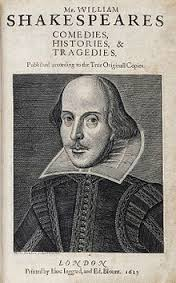 Mr. WILLIAM
SHAKESPEARES
COMEDIES,
HISTORIES, &
TRAGEDIES.
Published according to the True Originall Copies.
LONDON
Printed by Isaac Iaggard, and Ed. Blount. 1623